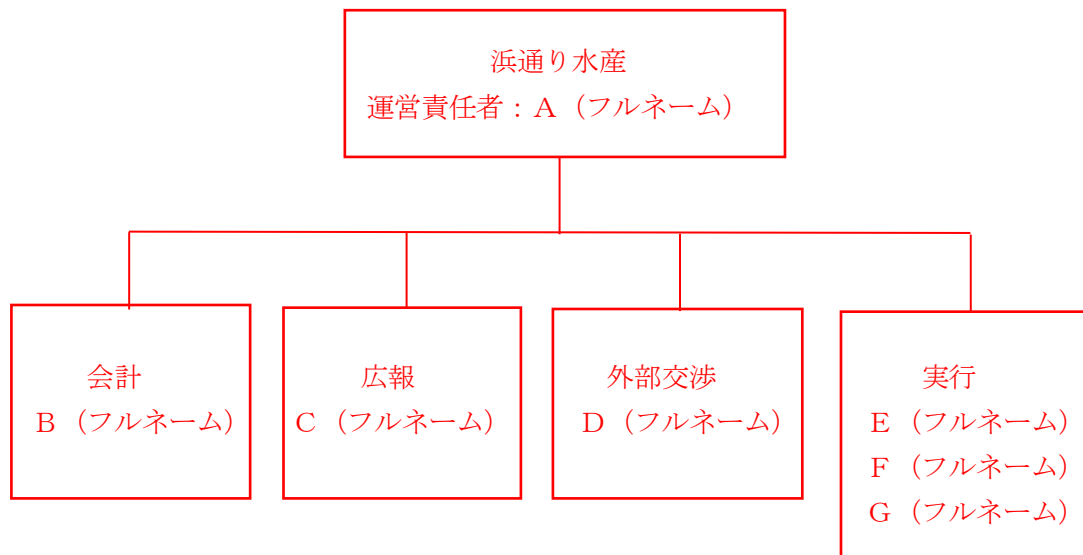 浜通り水産
運営責任者：A（フルネーム）
会計
B（フルネーム）
広報
C（フルネーム）
外部交渉
D（フルネーム）
実行
E（フルネーム）
F（フルネーム）
G（フルネーム）